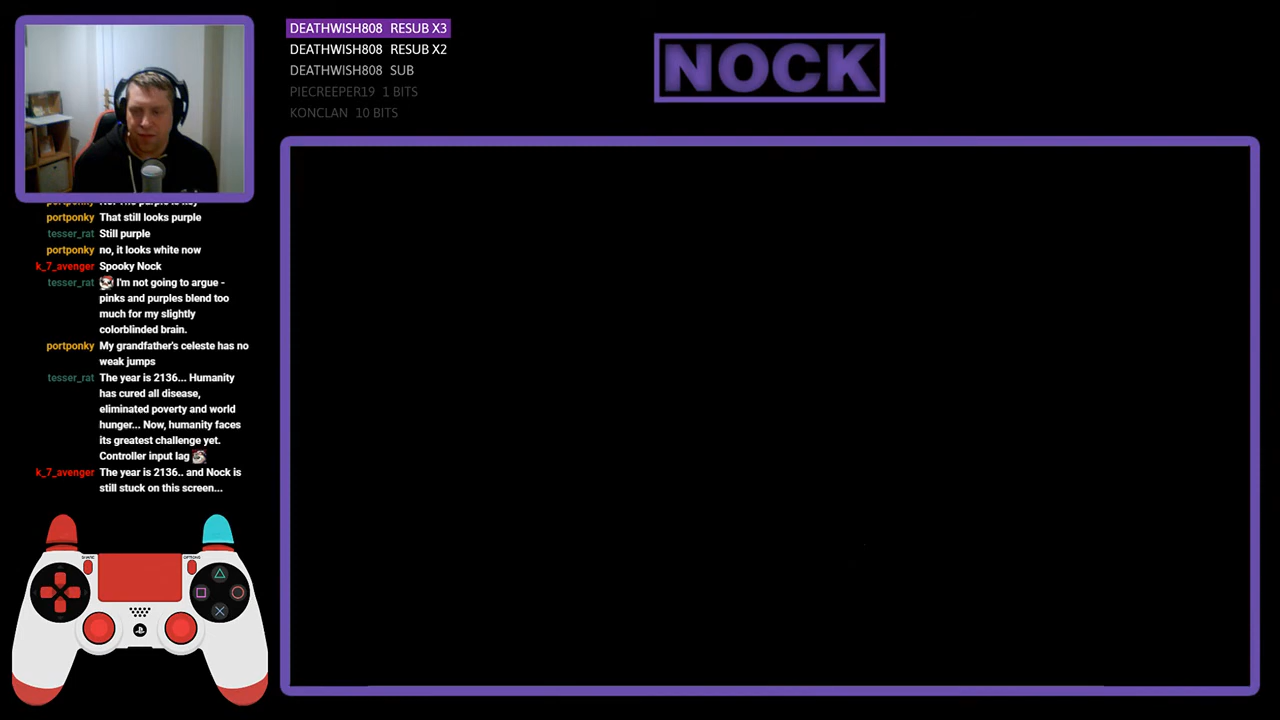 DEATHWISH808 RESUB X3
DEATHWISH808 RESUB X2
DEATHWISH808 SUB
PIECREEPER19 1 BITS
KONCLAN 10 BITS
NOCK
portponky That still looks purple
tesser_rat Still purple
portponky no, it looks white now
k_7_avenger Spooky Nock
tesser_rat I'm not going to argue -
pinks and purples blend too
much for my slightly
colorblinded brain.
portponky My grandfather's celeste has no
weak jumps
tesser_rat The year is 2136... Humanity
has cured all disease,
eliminated poverty and world
hunger... Now, humanity faces
its greatest challenge yet.
Controller input lag
k_7_avenger The year is 2136.. and Nock is
still stuck on this screen...
SHARE
OPTIONS